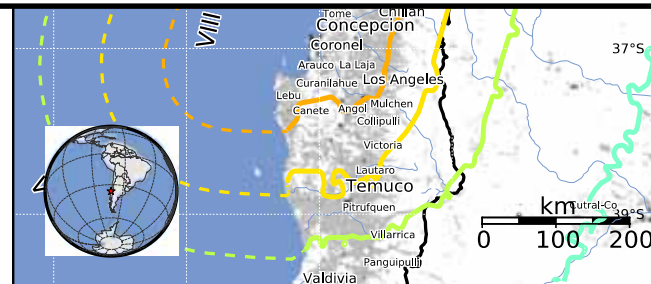 Tome
Chillan
VIII
Concepcion
Coronel
37°S
Arauco
La Laja
Curanilahue
Los Angeles
Lebu
Canete
Angol
Mulchen
Collipulli
Victoria
Lautaro
Temuco
Pitrufquen
km
Cutral-Co
39°S
0
100
200
Villarrica
Panguipulli
Valdivia